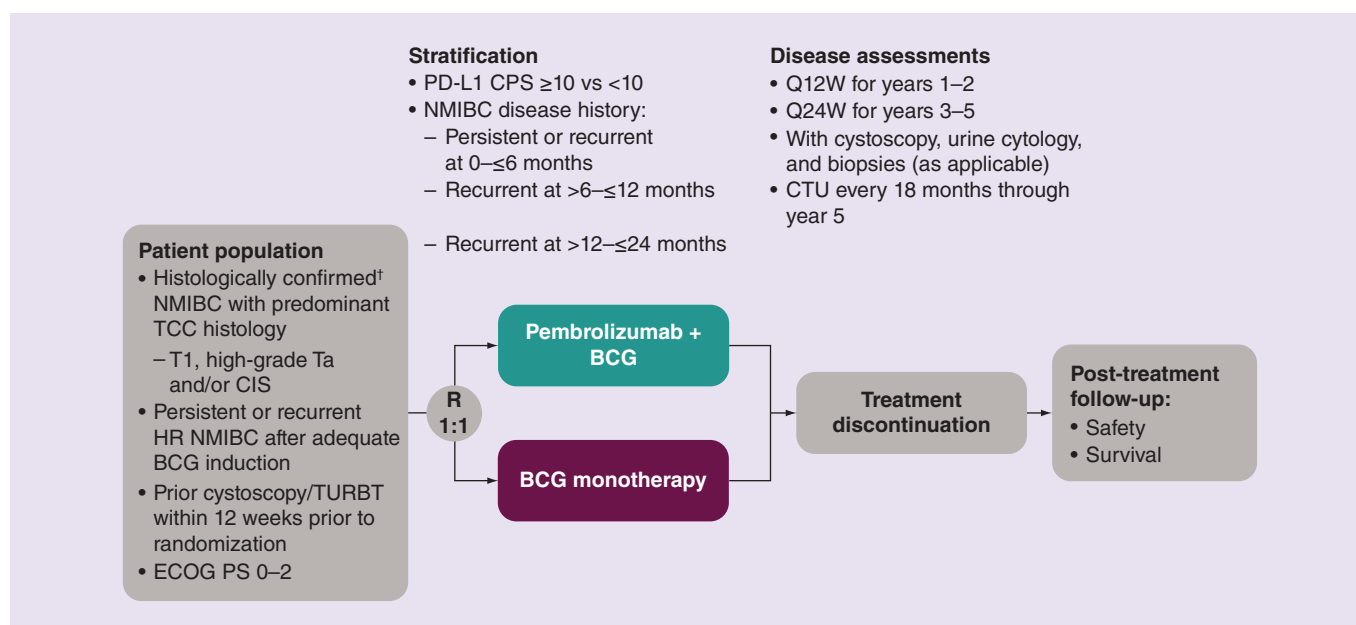 Stratification
• PD-L1 CPS ≥10 vs <10
• NMIBC disease history:
– Persistent or recurrent
at 0–≤6 months
– Recurrent at >6–≤12 months
– Recurrent at >12–≤24 months
Disease assessments
• Q12W for years 1–2
• Q24W for years 3–5
• With cystoscopy, urine cytology,
and biopsies (as applicable)
• CTU every 18 months through
year 5
Patient population
• Histologically confirmed†
NMIBC with predominant
TCC histology
– T1, high-grade Ta
and/or CIS
• Persistent or recurrent
HR NMIBC after adequate
BCG induction
• Prior cystoscopy/TURBT
within 12 weeks prior to
randomization
• ECOG PS 0–2
R
1:1
Pembrolizumab +
BCG
BCG monotherapy
Treatment
discontinuation
Post-treatment
follow-up:
• Safety
• Survival